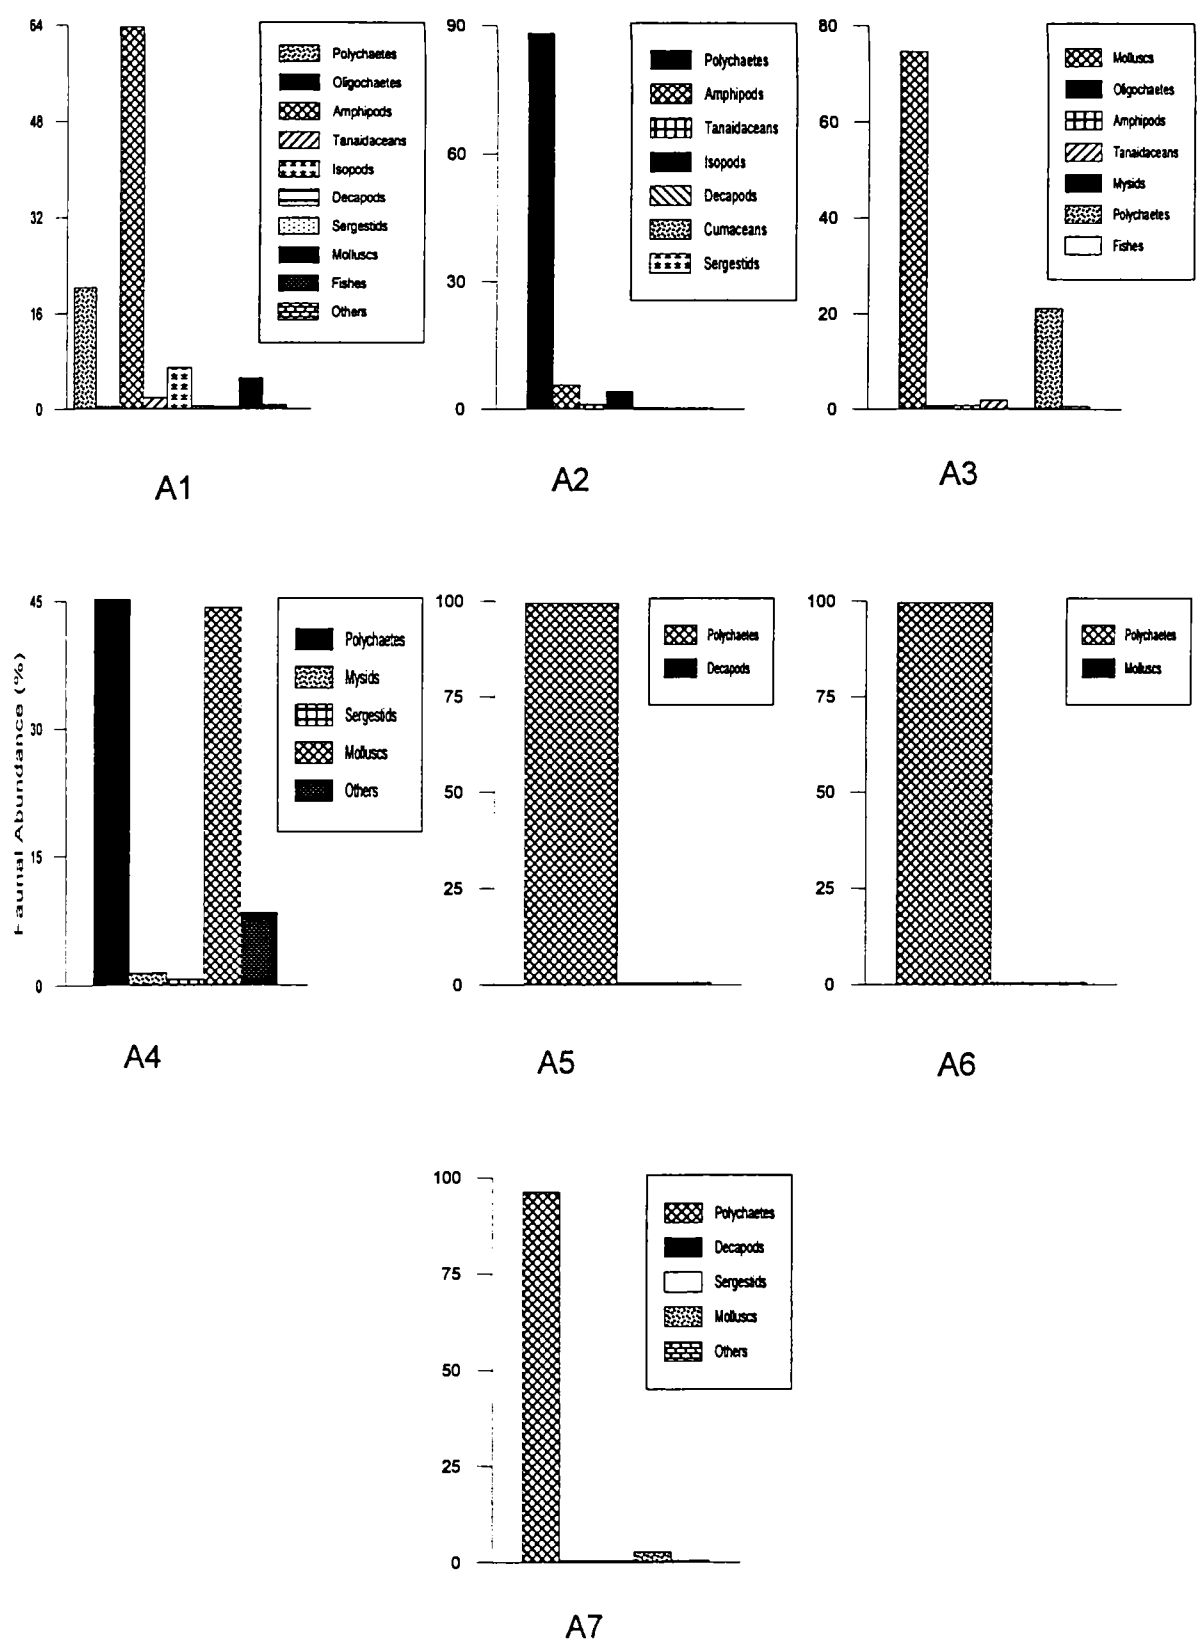 64
48
32
16
0
Polychaetes
Oligochaetes
Amphipods
Tanaidaceans
Isopods
Decapods
Sergestids
Molluscs
Fishes
Others
A1
90
60
30
0
Polychaetes
Amphipods
Tanaidaceans
Isopods
Decapods
Cumaceans
Sergestids
A2
80
60
40
20
0
Molluscs
Oligochaetes
Amphipods
Tanaidaceans
Mysids
Polychaetes
Fishes
A3
Faunal Abundance (%)
45
30
15
0
Polychaetes
Mysids
Sergestids
Molluscs
Others
A4
100
75
50
25
0
Polychaetes
Decapods
A5
100
75
50
25
0
Polychaetes
Molluscs
A6
100
75
50
25
0
Polychaetes
Decapods
Sergestids
Molluscs
Others
A7